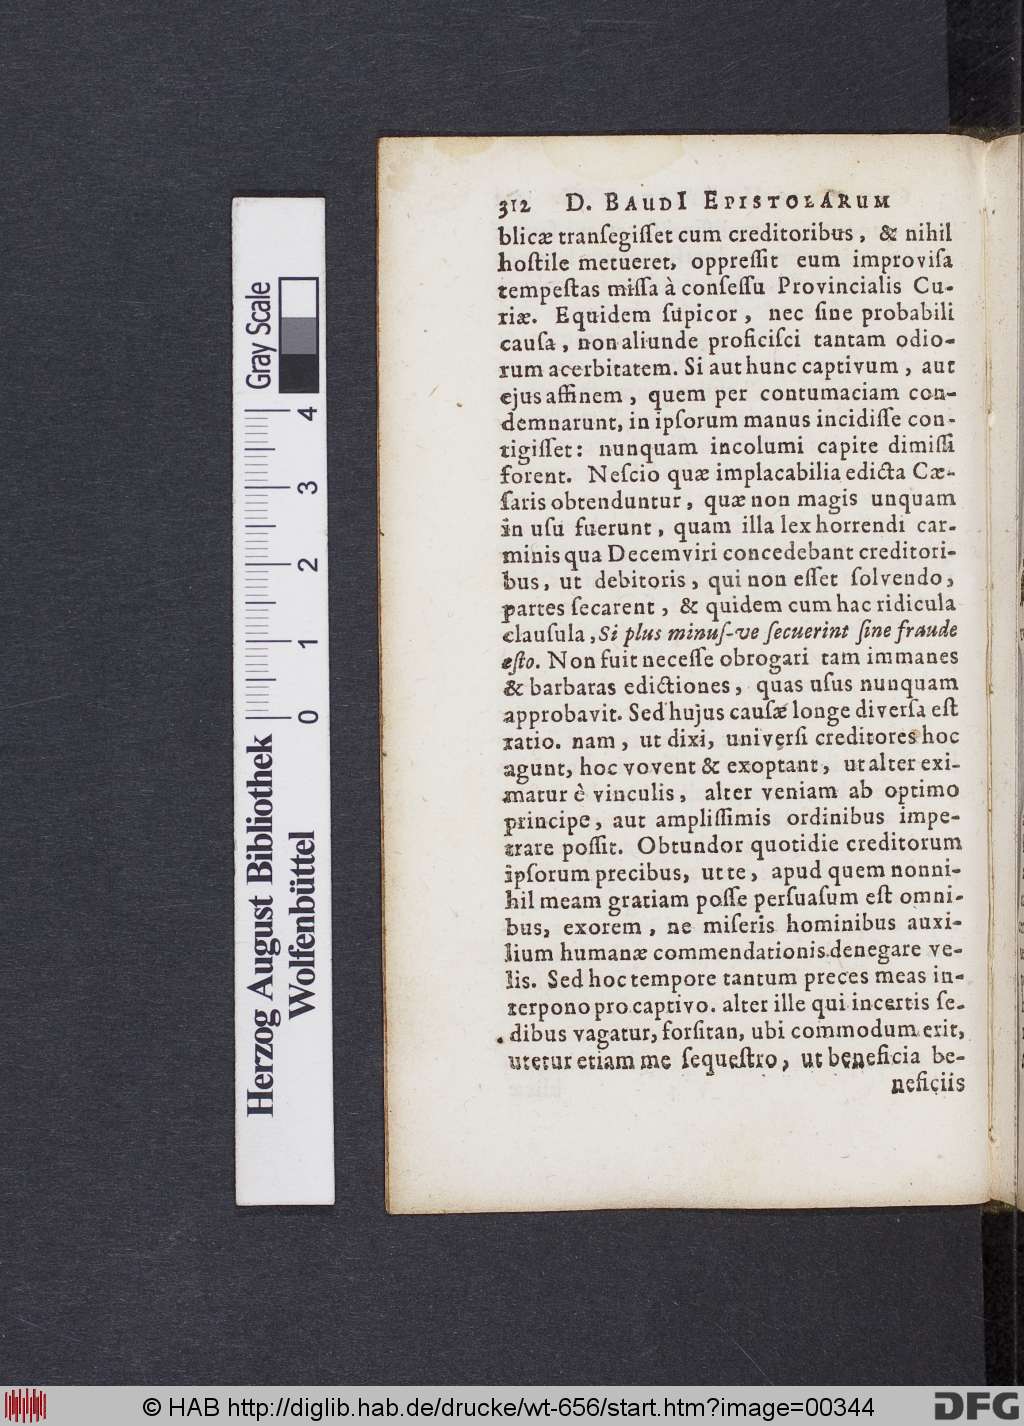 312 D. BAUDI EPISTOLARUM
blicæ tranſegiſſet cum creditoribus, & nihil
hoſtile metueret, oppreſſit eum improviſa
tempeſtas miſſa à conſeſſu Provincialis Cu-
riæ. Equidem ſupicor, nec ſine probabili
cauſa, non aliunde proficiſci tantam odio-
rum acerbitatem. Si aut hunc captivum, aut
ejus affinem, quem per contumaciam con-
demnarunt, in ipſorum manus incidiſſe con-
tigiſſet: nunquam incolumi capite dimiſſi
forent. Neſcio quæ implacabilia edicta Cæ-
ſaris obtenduntur, quæ non magis unquam
in uſu fuerunt, quam illa lex horrendi car-
minis qua Decemviri concedebant creditori-
bus, ut debitoris, qui non eſſet ſolvendo,
partes ſecarent, & quidem cum hac ridicula
clauſula, Si plus minuſ-ve ſecuerint ſine fraude
eſto. Non fuit neceſſe obrogari tam immanes
& barbaras edictiones, quas uſus nunquam
approbavit. Sed hujus cauſæ longe diverſa eſt
ratio. nam, ut dixi, univerſi creditores hoc
agunt, hoc vovent & exoptant, ut alter exi-
matur è vinculis, alter veniam ab optimo
principe, aut ampliſſimis ordinibus impe-
trare poſſit. Obtundor quotidie creditorum
ipſorum precibus, ut te, apud quem nonni-
hil meam gratiam poſſe perſuaſum eſt omni-
bus, exorem, ne miſeris hominibus auxi-
lium humanæ commendationis denegare ve-
lis. Sed hoc tempore tantum preces meas in-
terpono pro captivo. alter ille qui incertis ſe-
dibus vagatur, forſitan, ubi commodum erit,
utetur etiam me ſequeſtro, ut beneficia be-
neficiis
Gray Scale
0 1 2 3 4
Herzog August Bibliothek
Wolfenbüttel
© HAB http://diglib.hab.de/drucke/wt-656/start.htm?image=00344
DFG